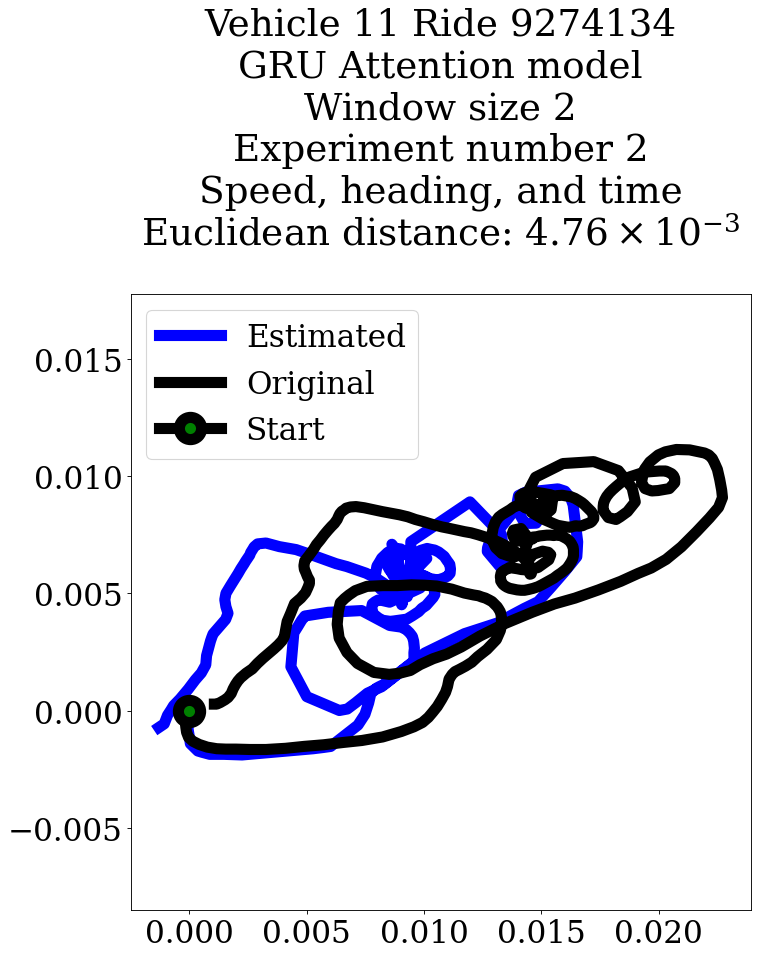 Vehicle 11 Ride 9274134
GRU Attention model
Window size 2
Experiment number 2
Speed, heading, and time
Euclidean distance: 4.76 × 10⁻³
Estimated
Original
Start
0.015
0.010
0.005
0.000
−0.005
0.000 0.005 0.010 0.015 0.020